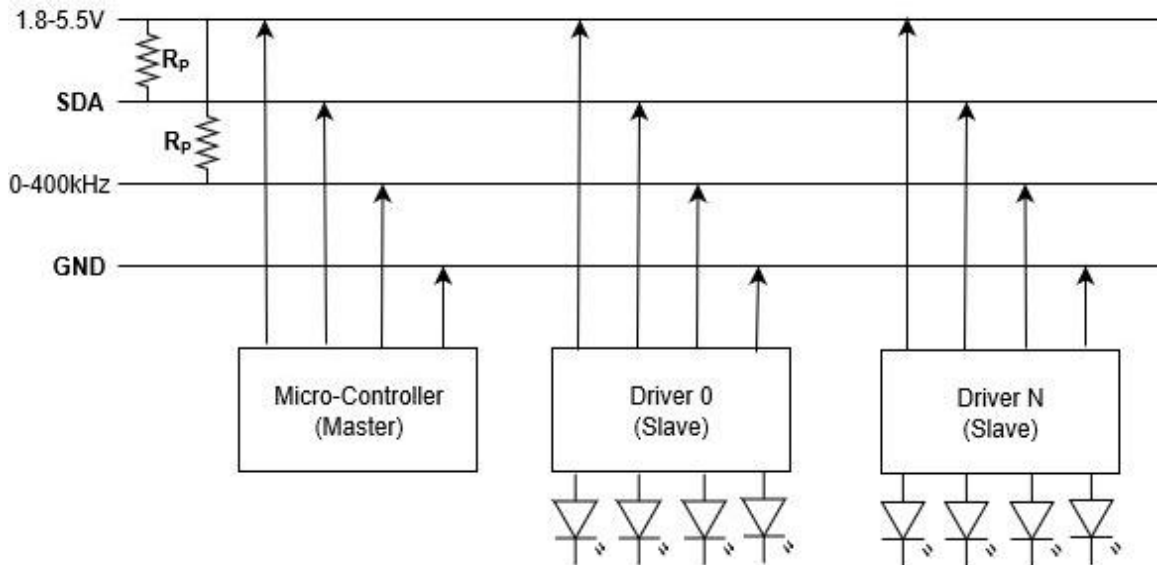 1.8-5.5V
RP
SDA
RP
0-400kHz
GND
Micro-Controller
(Master)
Driver 0
(Slave)
Driver N
(Slave)